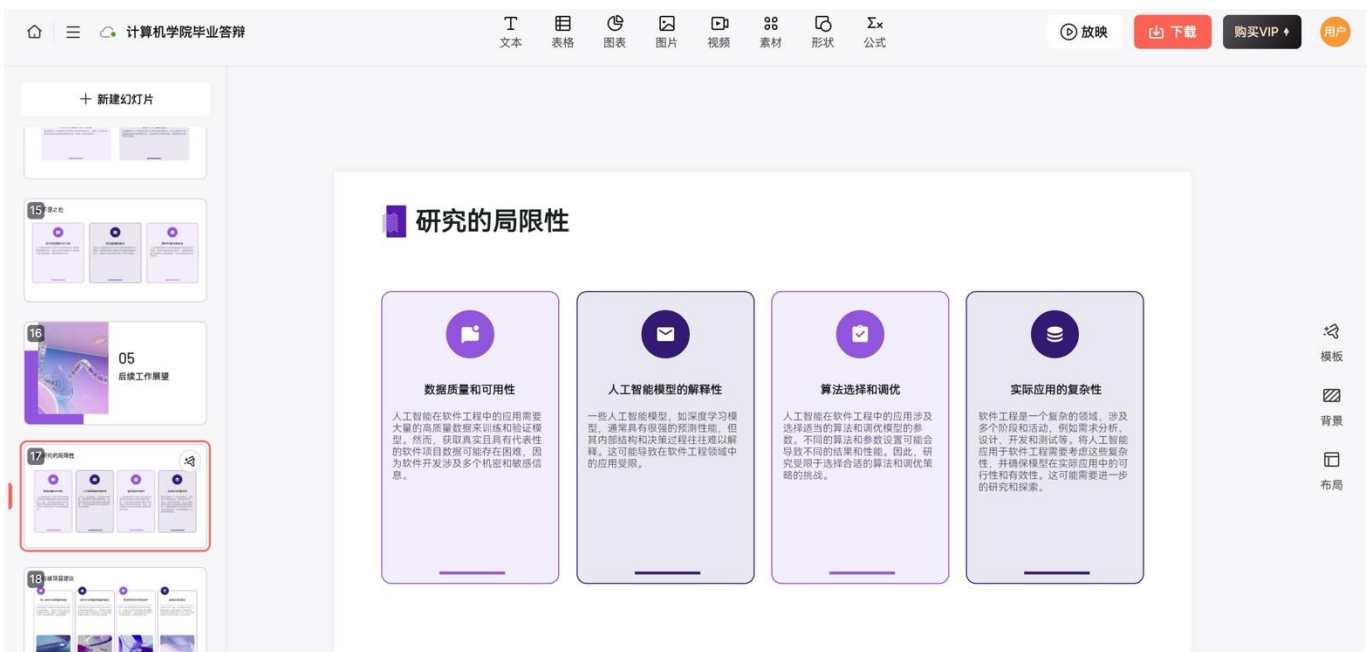 计算机学院毕业答辩
文本
表格
图表
图片
视频
素材
形状
Σx
公式
放映
下载
购买VIP
用户
+ 新建幻灯片
15
16
05
后续工作展望
17 研究的局限性
18
研究的局限性
数据质量和可用性
人工智能在软件工程中的应用需要
大量的高质量数据来训练和验证模
型。然而，获取真实且具有代表性
的软件项目数据可能存在困难，因
为软件开发涉及多个机密和敏感信
息。
人工智能模型的解释性
一些人工智能模型，如深度学习模
型，通常具有很强的预测性能，但
其内部结构和决策过程往往难以解
释。这可能导致在软件工程领域中
的应用受限。
算法选择和调优
人工智能在软件工程中的应用涉及
选择适当的算法和调优模型的参
数。不同的算法和参数设置可能会
导致不同的结果和性能。因此，研
究受限于选择合适的算法和调优策
略的挑战。
实际应用的复杂性
软件工程是一个复杂的领域，涉及
多个阶段和活动，例如需求分析、
设计、开发和测试等。将人工智能
应用于软件工程需要考虑这些复杂
性，并确保模型在实际应用中的可
行性和有效性。这可能需要进一步
的研究和探索。
模板
背景
布局